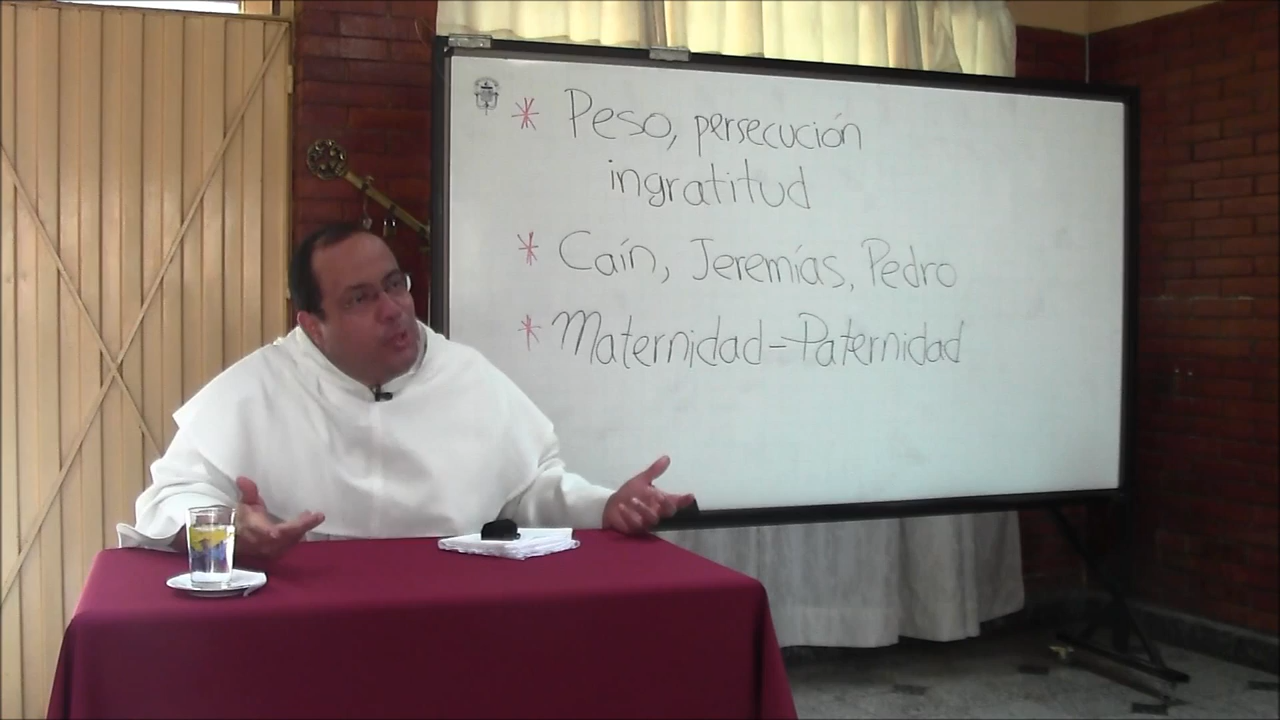 * Peso, persecución
ingratitud
* Caín, Jeremías, Pedro
* Maternidad-Paternidad